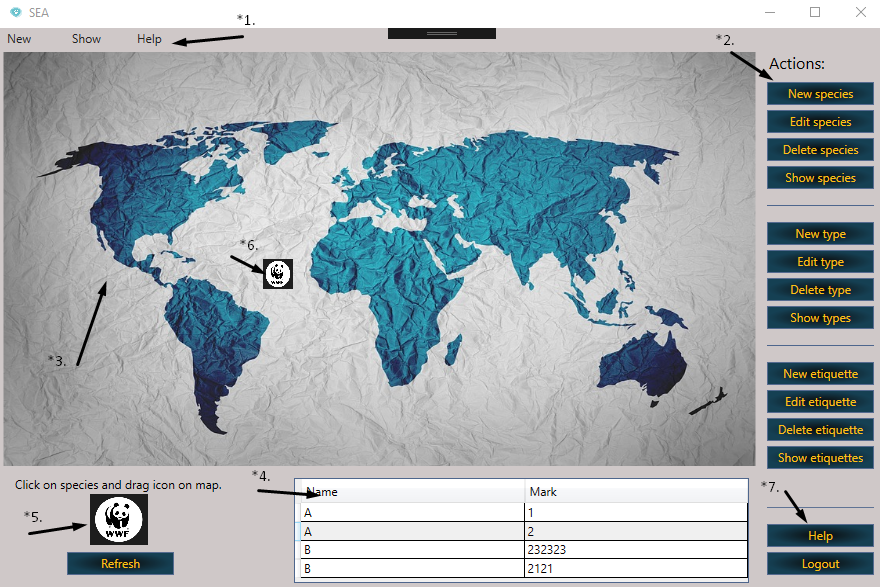 SEA
*1.
New Show Help
*2.
Actions:
New species
Edit species
Delete species
Show species
New type
Edit type
Delete type
Show types
New etiquette
Edit etiquette
Delete etiquette
Show etiquettes
*6.
WWF
*3.
Click on species and drag icon on map.
*5.
WWF
Refresh
*4.
Name Mark
A 1
A 2
B 232323
B 2121
*7.
Help
Logout